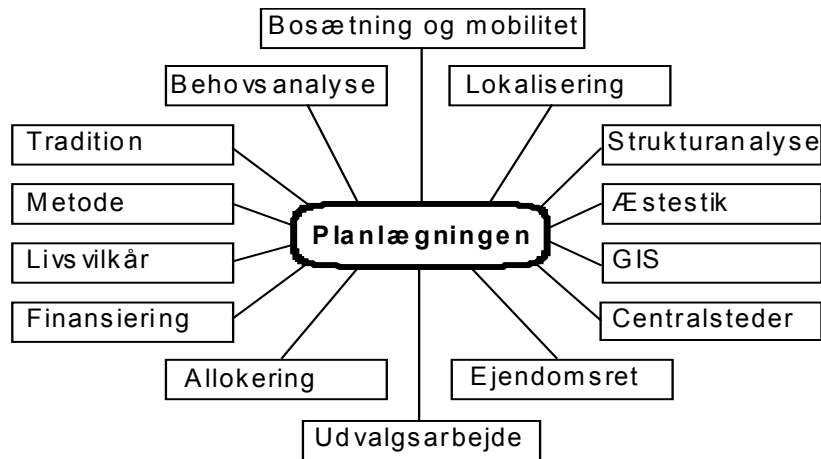 Bosætning og mobilitet
Behovsanalyse
Lokalisering
Tradition
Strukturanalyse
Metode
Æstestik
Planlægningen
Livsvilkår
GIS
Finansiering
Centralsteder
Allokering
Ejendomsret
Udvalgsarbejde